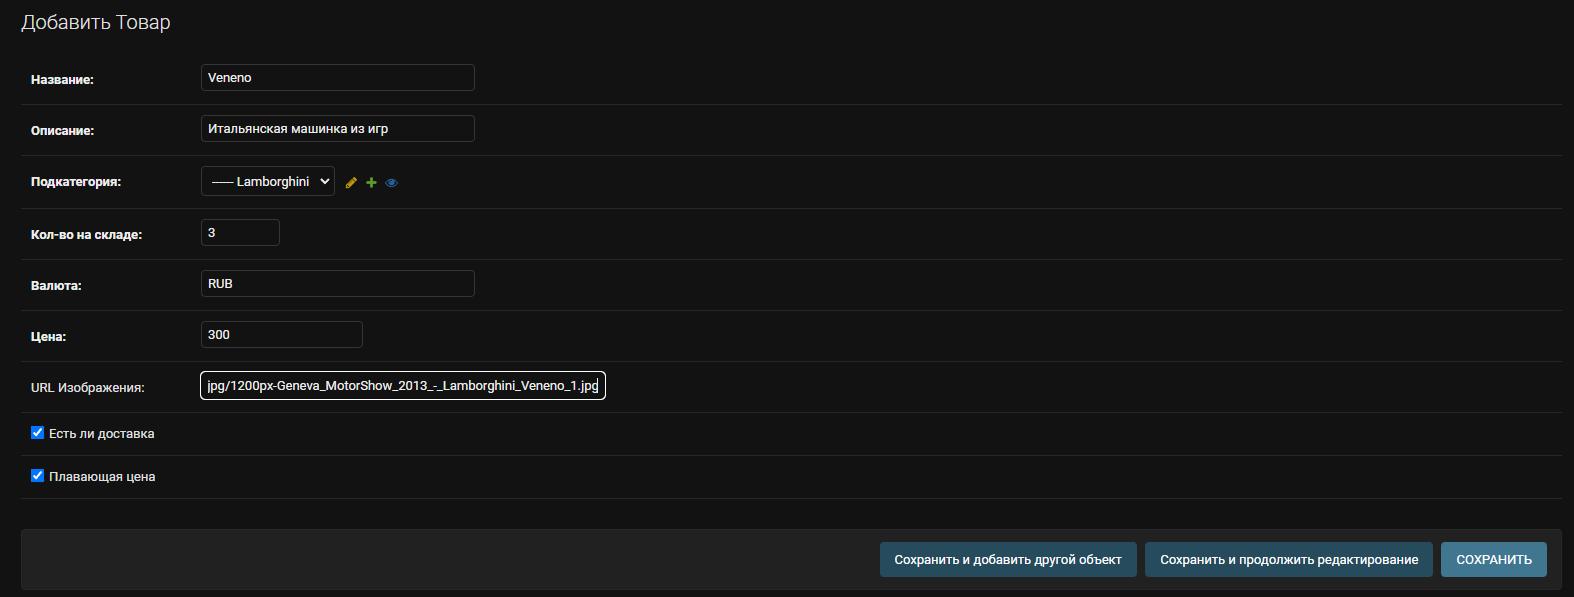 Добавить Товар
Название: Veneno
Описание: Итальянская машинка из игр
Подкатегория: ------ Lamborghini
Кол-во на складе: 3
Валюта: RUB
Цена: 300
URL Изображения: jpg/1200px-Geneva_MotorShow_2013_-_Lamborghini_Veneno_1.jpg
Есть ли доставка
Плавающая цена
Сохранить и добавить другой объект Сохранить и продолжить редактирование СОХРАНИТЬ